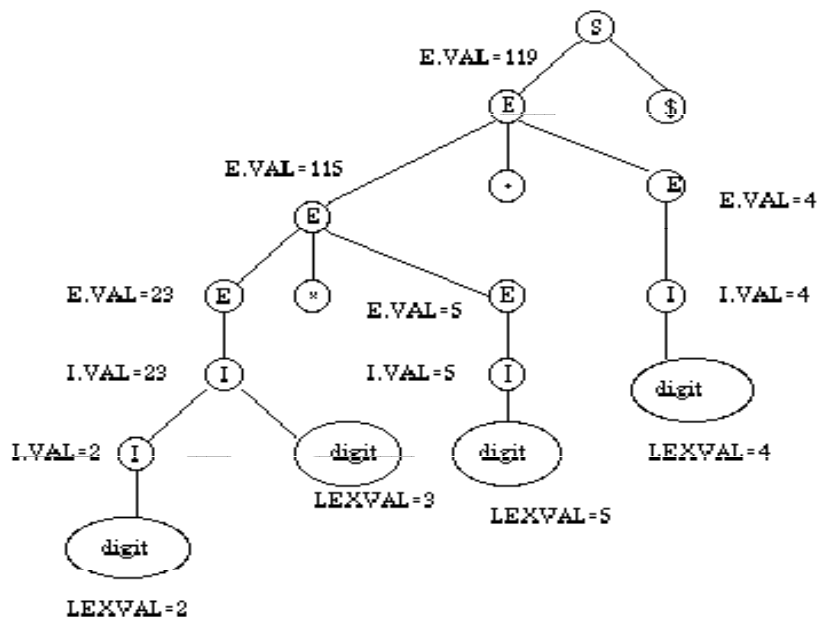 S
E.VAL=119
E
$
E.VAL=115
+
E
E.VAL=4
E
E.VAL=23
E
*
E.VAL=5
E
I
I.VAL=4
I.VAL=23
I
I.VAL=5
I
digit
I.VAL=2
I
digit
digit
LEXVAL=4
LEXVAL=3
LEXVAL=5
digit
LEXVAL=2